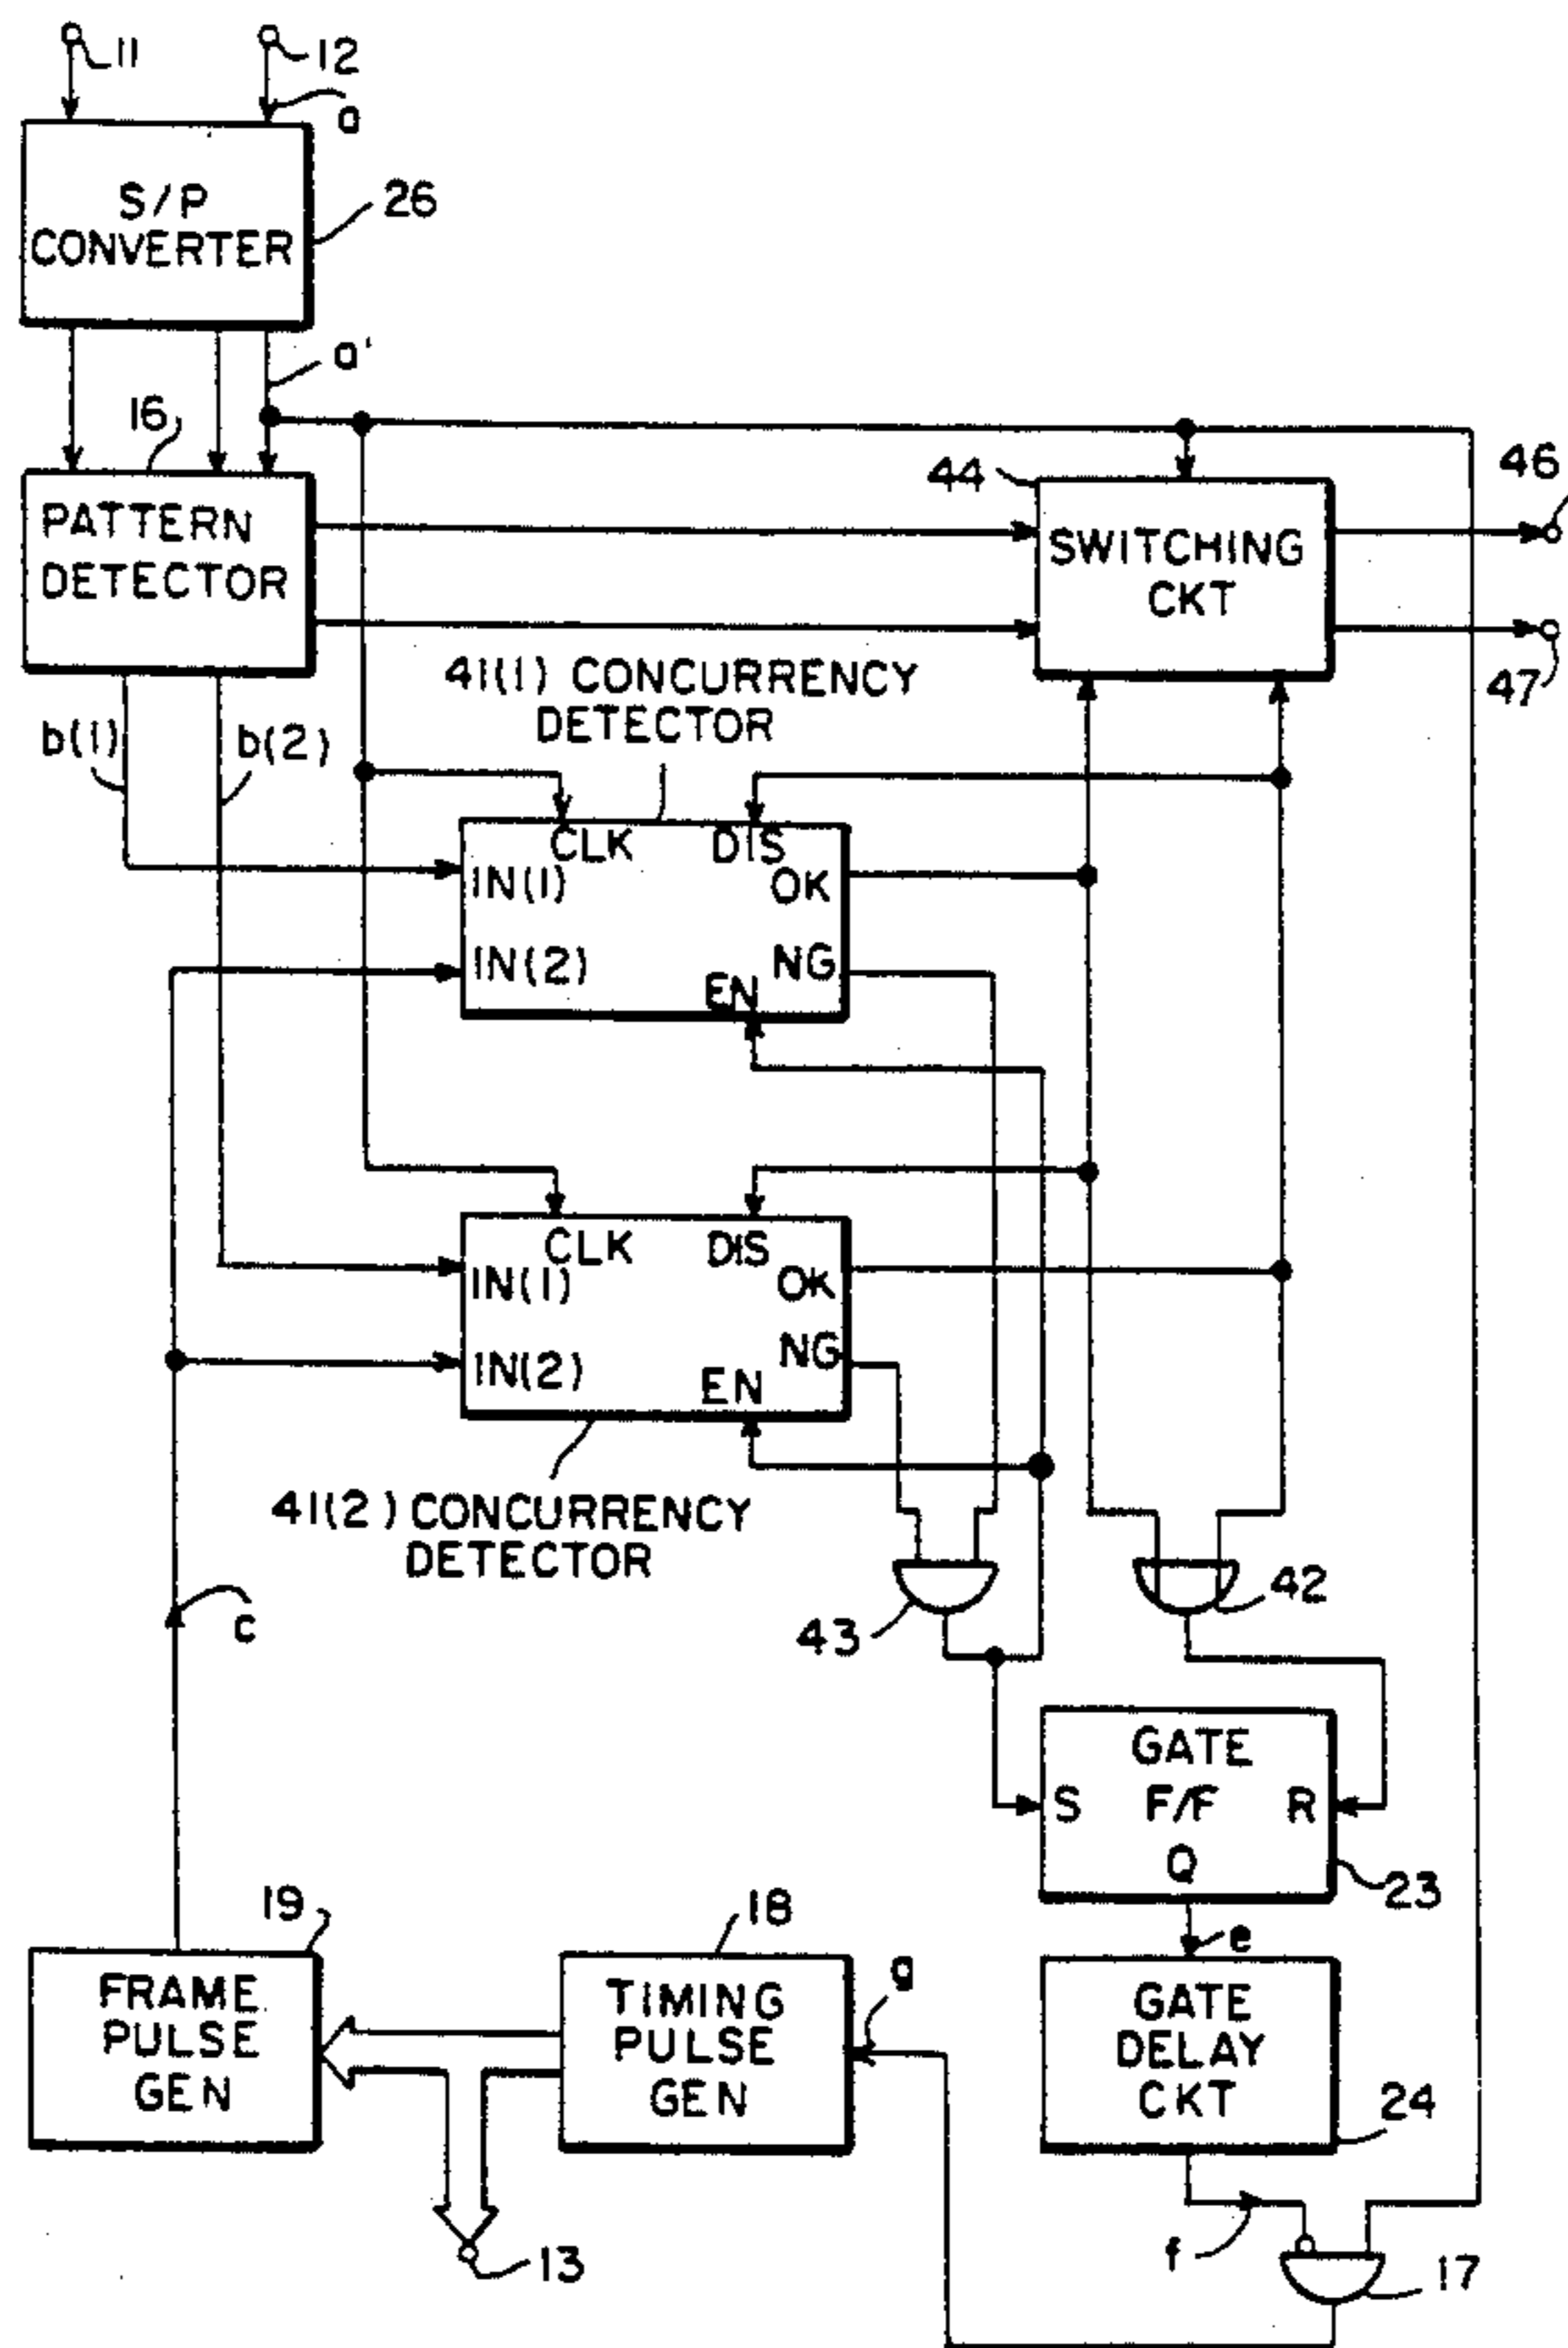 11
12
a
S/P
CONVERTER
26
a'
16
44
46
PATTERN
DETECTOR
SWITCHING
CKT
47
b(1)
b(2)
41(1) CONCURRENCY
DETECTOR
CLK
DIS
IN(1)
OK
IN(2)
NG
EN
CLK
DIS
IN(1)
OK
NG
IN(2)
EN
41(2) CONCURRENCY
DETECTOR
c
43
42
GATE
S F/F R
Q
23
19
18
e
g
FRAME
PULSE
GEN
TIMING
PULSE
GEN
GATE
DELAY
CKT
24
f
13
17